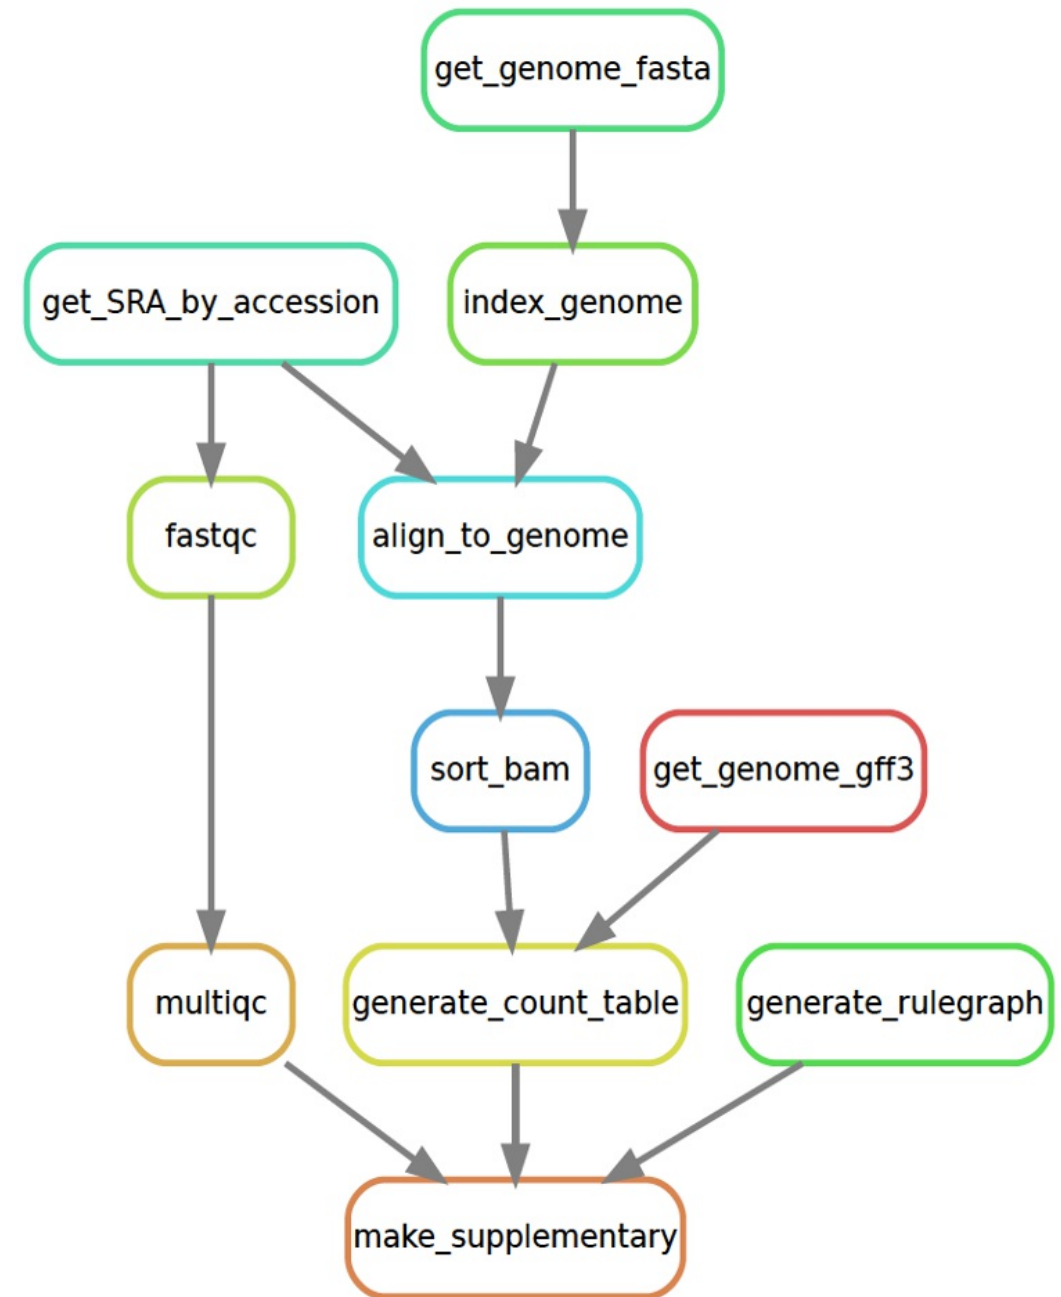 get_genome_fasta
get_SRA_by_accession
index_genome
fastqc
align_to_genome
sort_bam
get_genome_gff3
multiqc
generate_count_table
generate_rulegraph
make_supplementary